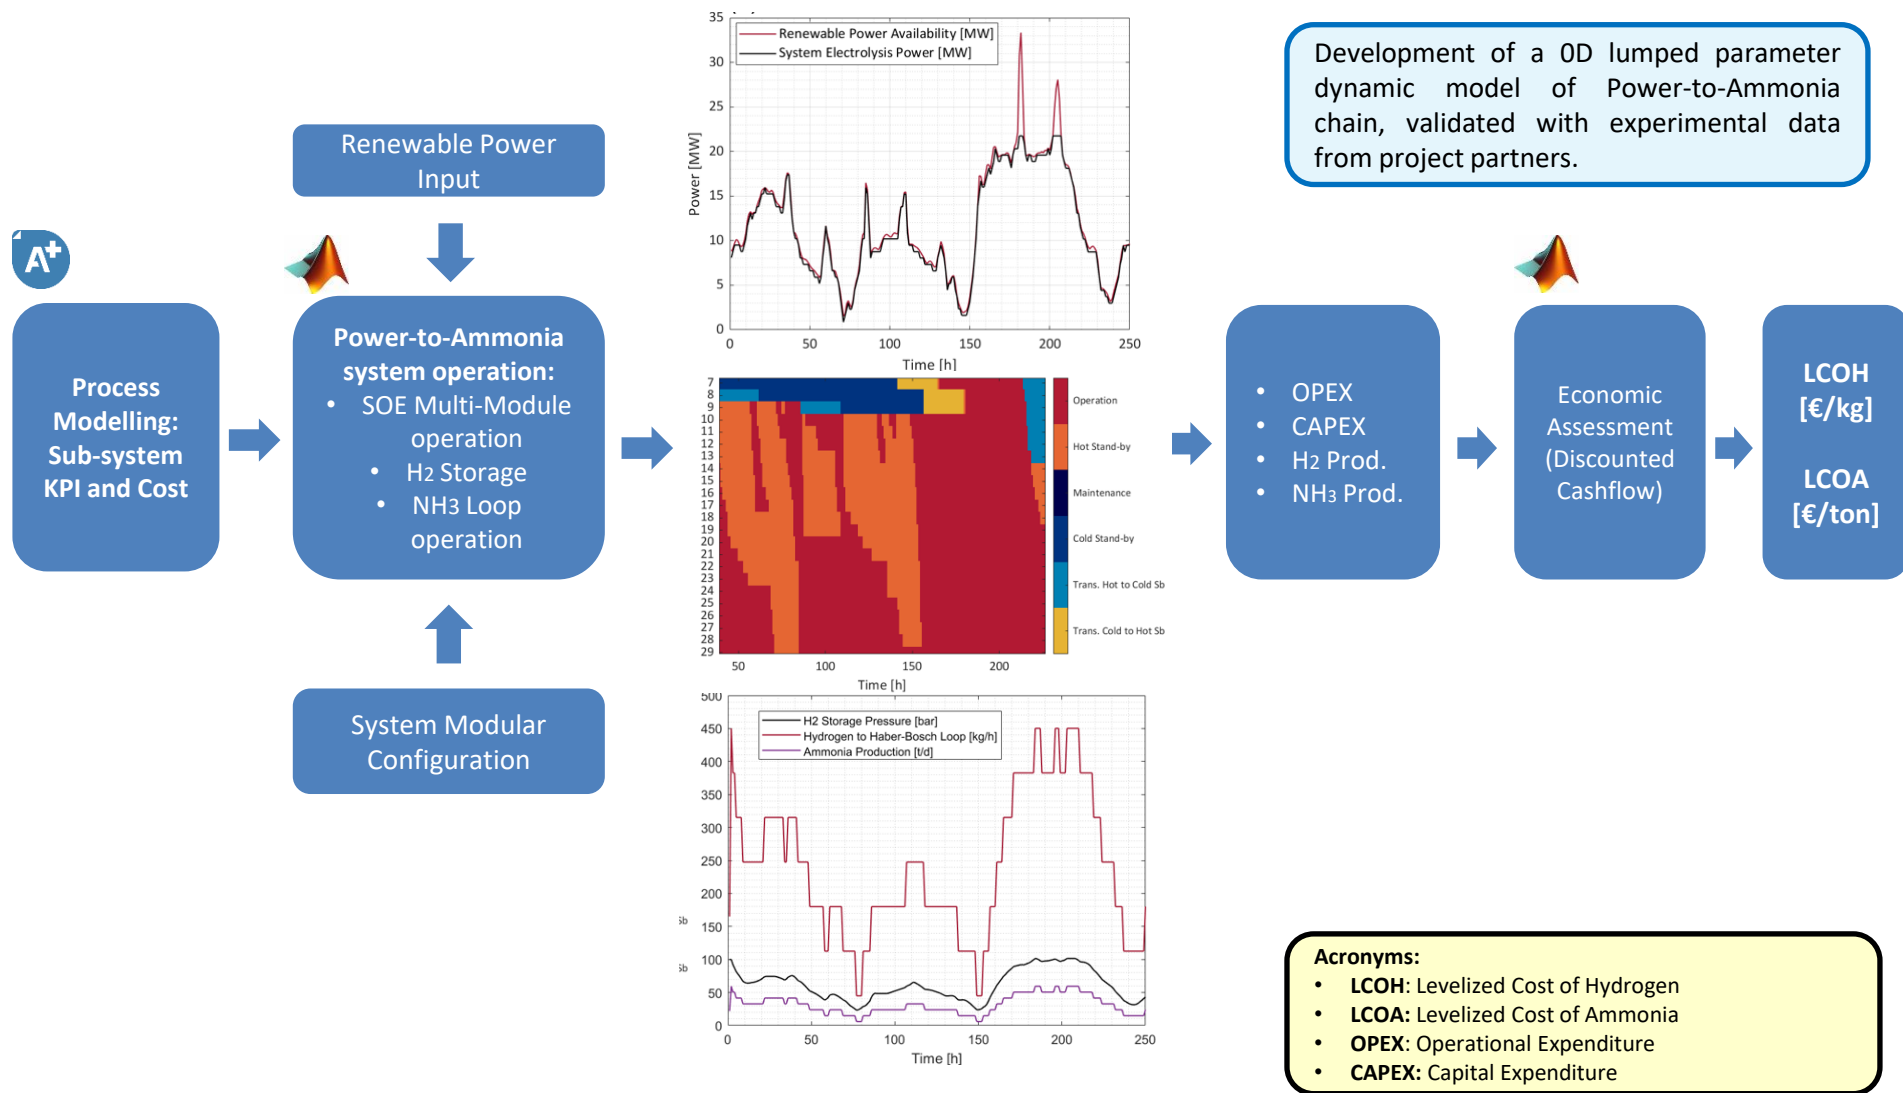 Renewable Power
Input
A+
Process
Modelling:
Sub-system
KPI and Cost
Power-to-Ammonia
system operation:
• SOE Multi-Module
operation
• H2 Storage
• NH3 Loop
operation
System Modular
Configuration
35
30
25
20
15
10
5
0
Power [MW]
Renewable Power Availability [MW]
System Electrolysis Power [MW]
0 50 100 150 200 250
Time [h]
7
8
9
10
11
12
13
14
15
16
17
18
19
20
21
22
23
24
25
26
27
28
29
50 100 150 200
Time [h]
Operation
Hot Stand-by
Maintenance
Cold Stand-by
Trans. Hot to Cold Sb
Trans. Cold to Hot Sb
500
450
400
350
300
250
200
150
100
50
0
Sb
Sb
H2 Storage Pressure [bar]
Hydrogen to Haber-Bosch Loop [kg/h]
Ammonia Production [t/d]
0 50 100 150 200 250
Time [h]
Development of a 0D lumped parameter
dynamic model of Power-to-Ammonia
chain, validated with experimental data
from project partners.
• OPEX
• CAPEX
• H2 Prod.
• NH3 Prod.
Economic
Assessment
(Discounted
Cashflow)
LCOH
[€/kg]
LCOA
[€/ton]
Acronyms:
• LCOH: Levelized Cost of Hydrogen
• LCOA: Levelized Cost of Ammonia
• OPEX: Operational Expenditure
• CAPEX: Capital Expenditure